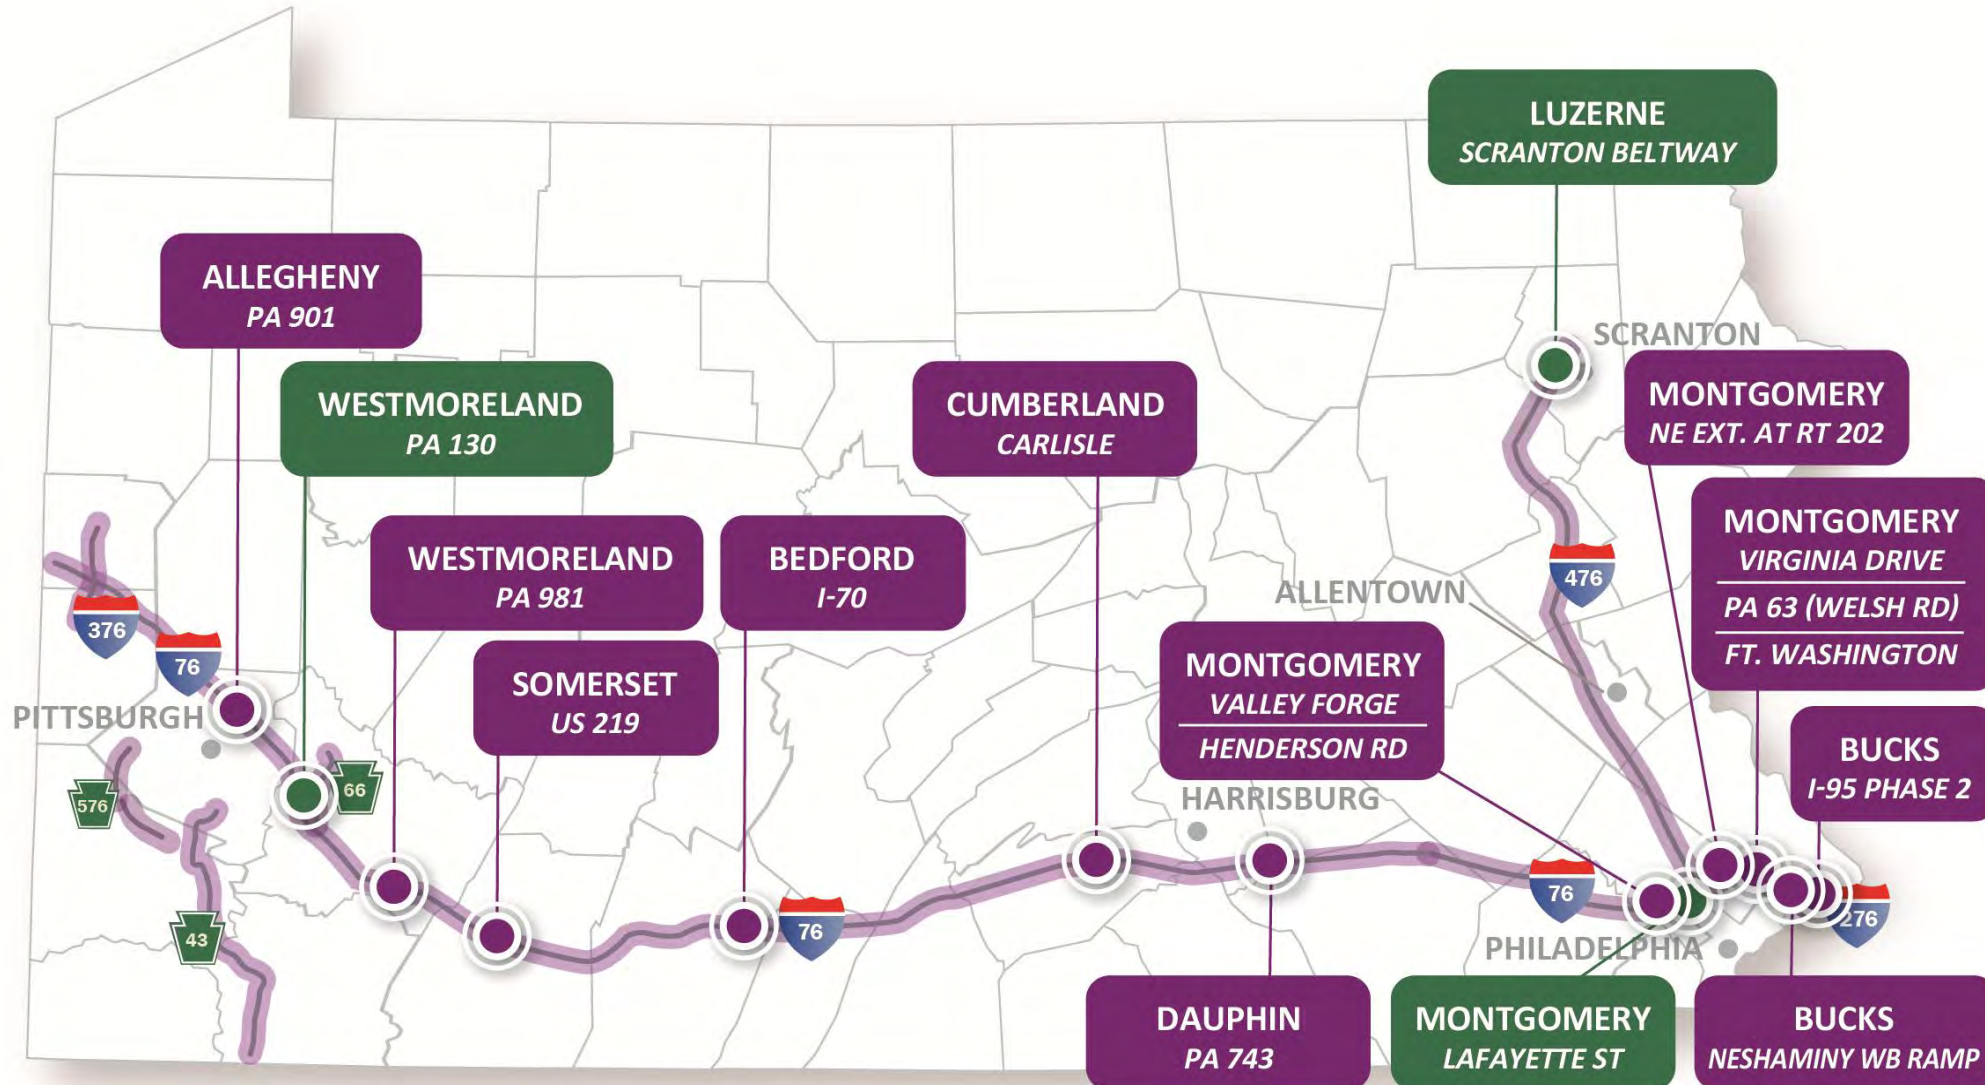 LUZERNE
SCRANTON BELTWAY
ALLEGHENY
PA 901
SCRANTON
WESTMORELAND
PA 130
CUMBERLAND
CARLISLE
MONTGOMERY
NE EXT. AT RT 202
WESTMORELAND
PA 981
BEDFORD
I-70
MONTGOMERY
VIRGINIA DRIVE
PA 63 (WELSH RD)
FT. WASHINGTON
476
ALLENTOWN
376
76
SOMERSET
US 219
MONTGOMERY
VALLEY FORGE
HENDERSON RD
PITTSBURGH
BUCKS
I-95 PHASE 2
576
66
HARRISBURG
43
76
76
276
PHILADELPHIA
DAUPHIN
PA 743
MONTGOMERY
LAFAYETTE ST
BUCKS
NESHAMINY WB RAMP